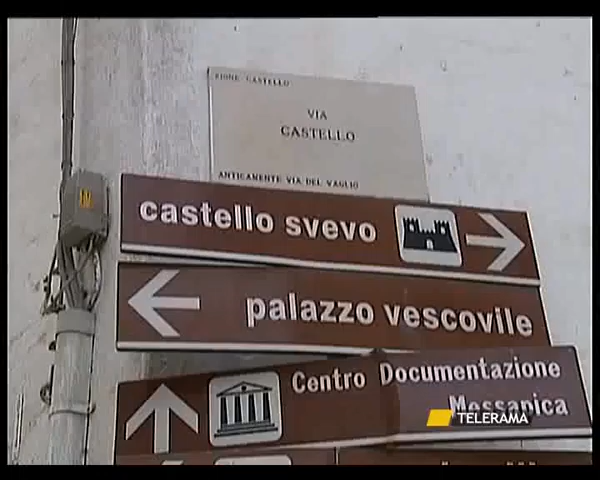 RIONE CASTELLO
VIA
CASTELLO
ANTICAMENTE VIA DEL VAGLIO
castello svevo
palazzo vescovile
Centro Documentazione
Messapica
TELERAMA